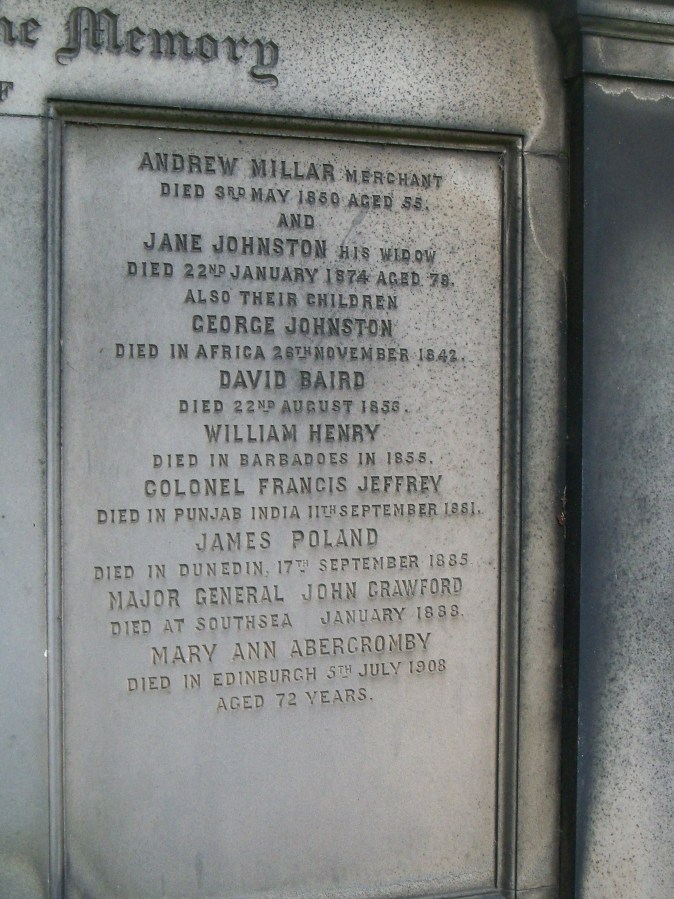 he Memory
F
ANDREW MILLAR MERCHANT
DIED 3RD MAY 1850 AGED 55.
AND
JANE JOHNSTON HIS WIDOW
DIED 22ND JANUARY 1874 AGED 78.
ALSO THEIR CHILDREN
GEORGE JOHNSTON
DIED IN AFRICA 26TH NOVEMBER 1842.
DAVID BAIRD
DIED 22ND AUGUST 1853.
WILLIAM HENRY
DIED IN BARBADOES IN 1855.
COLONEL FRANCIS JEFFREY
DIED IN PUNJAB INDIA 11TH SEPTEMBER 1881.
JAMES POLAND
DIED IN DUNEDIN, 17TH SEPTEMBER 1885
MAJOR GENERAL JOHN CRAWFORD
DIED AT SOUTHSEA JANUARY 1888.
MARY ANN ABERCROMBY
DIED IN EDINBURGH 5TH JULY 1908
AGED 72 YEARS.